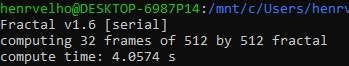 henrvelho@DESKTOP-6987P14:/mnt/c/Users/henrv
Fractal v1.6 [serial]
computing 32 frames of 512 by 512 fractal
compute time: 4.0574 s